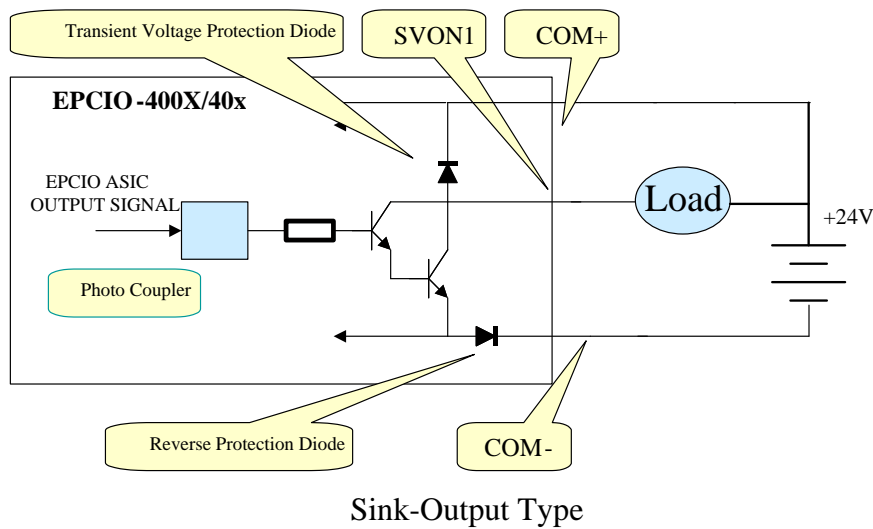 Transient Voltage Protection Diode
SVON1
COM+
EPCIO-400X/40x
EPCIO ASIC
OUTPUT SIGNAL
Load
+24V
Photo Coupler
Reverse Protection Diode
COM-
Sink-Output Type